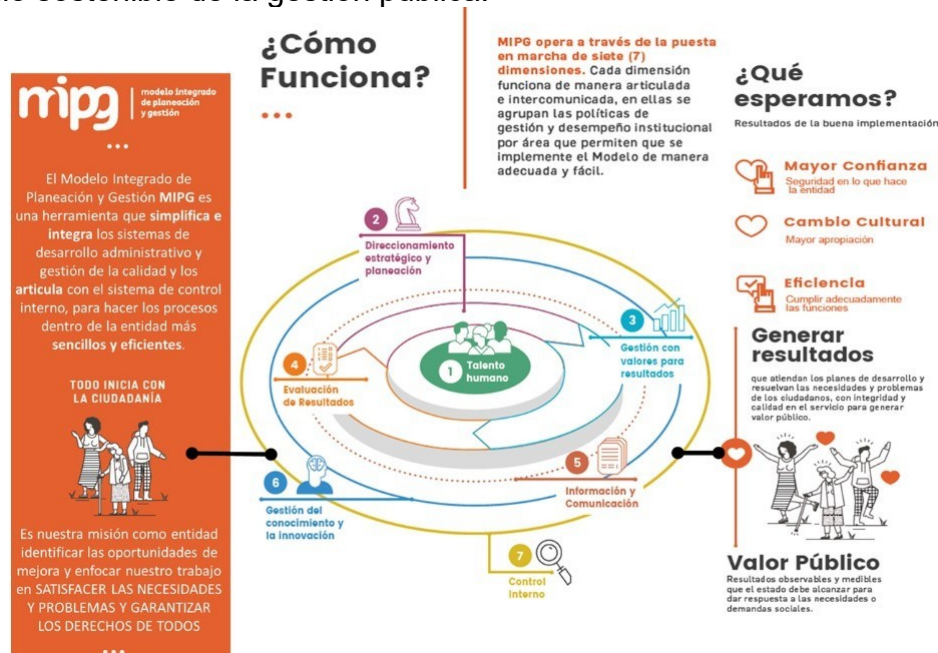 ¿Cómo
Funciona?
MIPG opera a través de la puesta
en marcha de siete (7)
dimensiones. Cada dimensión
funciona de manera articulada
e intercomunicada, en ellas se
agrupan las políticas de
gestión y desempeño institucional
por área que permiten que se
implemente el Modelo de manera
adecuada y fácil.
¿Qué
esperamos?
Resultados de la buena implementación
mipg
modelo integrado
de planeación
y gestión
El Modelo Integrado de
Planeación y Gestión MIPG es
una herramienta que simplifica e
integra los sistemas de
desarrollo administrativo y
gestión de la calidad y los
articula con el sistema de control
interno, para hacer los procesos
dentro de la entidad más
sencillos y eficientes.
TODO INICIA CON
LA CIUDADANÍA
Es nuestra misión como entidad
identificar las oportunidades de
mejora y enfocar nuestro trabajo
en SATISFACER LAS NECESIDADES
Y PROBLEMAS Y GARANTIZAR
LOS DERECHOS DE TODOS
2
Direccionamiento
estratégico y
planeación
3
Gestión con
valores para
resultados
1
Talento
humano
4
Evaluación
de Resultados
5
Información y
Comunicación
6
Gestión del
conocimiento y
la innovación
7
Control
Interno
Mayor Confianza
Seguridad en lo que hace
la entidad
Cambio Cultural
Mayor apropiación
Eficiencia
Cumplir adecuadamente
las funciones
Generar
resultados
que atiendan los planes de desarrollo y
resuelvan las necesidades y problemas
de los ciudadanos, con integridad y
calidad en el servicio para generar
valor público.
Valor Público
Resultados observables y medibles
que el estado debe alcanzar para
dar respuesta a las necesidades o
demandas sociales.